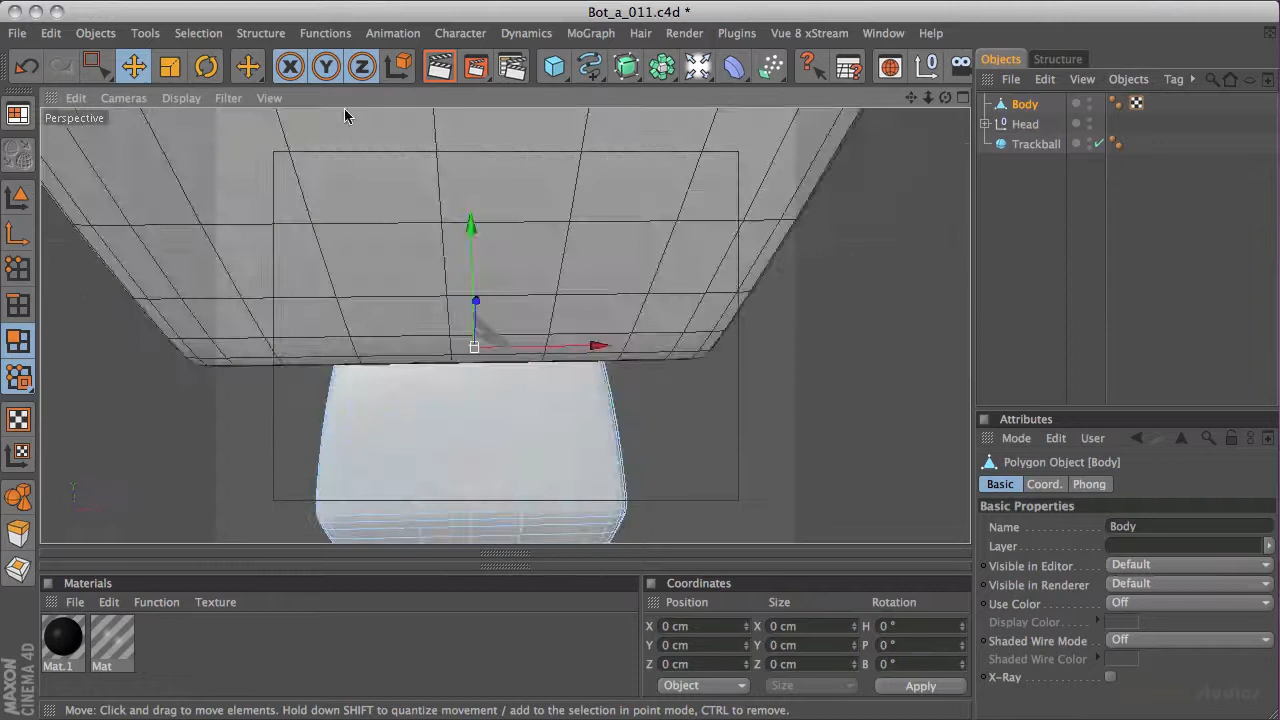 Bot_a_011.c4d *
File Edit Objects Tools Selection Structure Functions Animation Character Dynamics MoGraph Hair Render Plugins Vue 8 xStream Window Help
X Y Z
Objects Structure
File Edit View Objects Tag
Edit Cameras Display Filter View
Perspective
Body
Head
Trackball
Attributes
Mode Edit User
Polygon Object [Body]
Basic Coord. Phong
Basic Properties
Name Body
Layer
Visible in Editor Default
Visible in Renderer Default
Use Color Off
Display Color
Shaded Wire Mode Off
Shaded Wire Color
X-Ray
Materials
File Edit Function Texture
Mat.1 Mat
Coordinates
Position Size Rotation
X 0 cm X 0 cm H 0 °
Y 0 cm Y 0 cm P 0 °
Z 0 cm Z 0 cm B 0 °
Object Size Apply
MAXON
CINEMA 4D
Move: Click and drag to move elements. Hold down SHIFT to quantize movement / add to the selection in point mode, CTRL to remove.